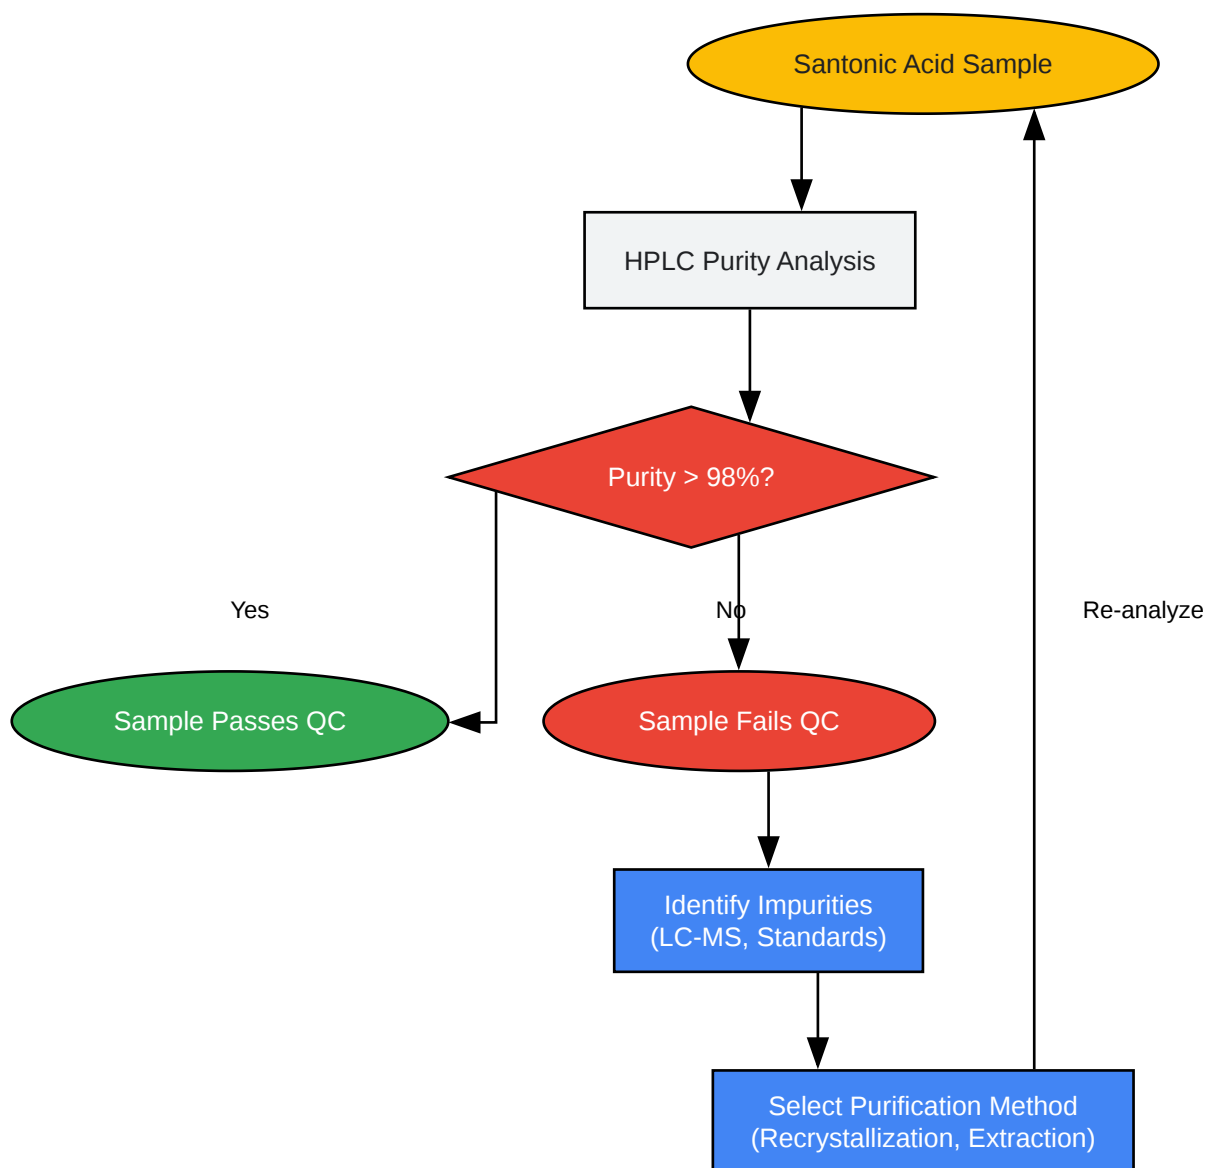 Santonic Acid Sample
HPLC Purity Analysis
Purity > 98%?
Yes
No
Re-analyze
Sample Passes QC
Sample Fails QC
Identify Impurities
(LC-MS, Standards)
Select Purification Method
(Recrystallization, Extraction)